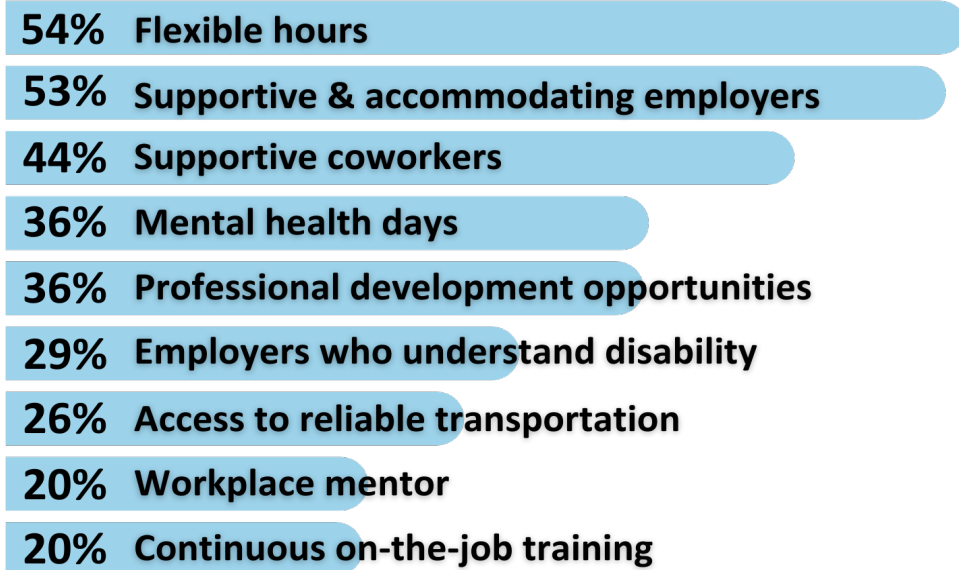 54% Flexible hours
53% Supportive & accommodating employers
44% Supportive coworkers
36% Mental health days
36% Professional development opportunities
29% Employers who understand disability
26% Access to reliable transportation
20% Workplace mentor
20% Continuous on-the-job training